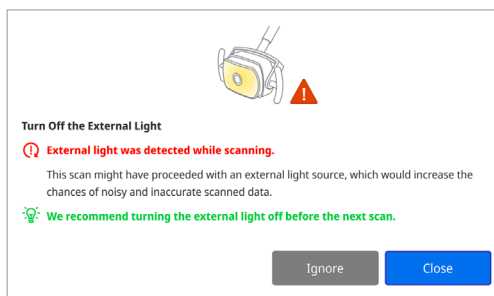 Turn Off the External Light
External light was detected while scanning.
This scan might have proceeded with an external light source, which would increase the
chances of noisy and inaccurate scanned data.
We recommend turning the external light off before the next scan.
Ignore
Close